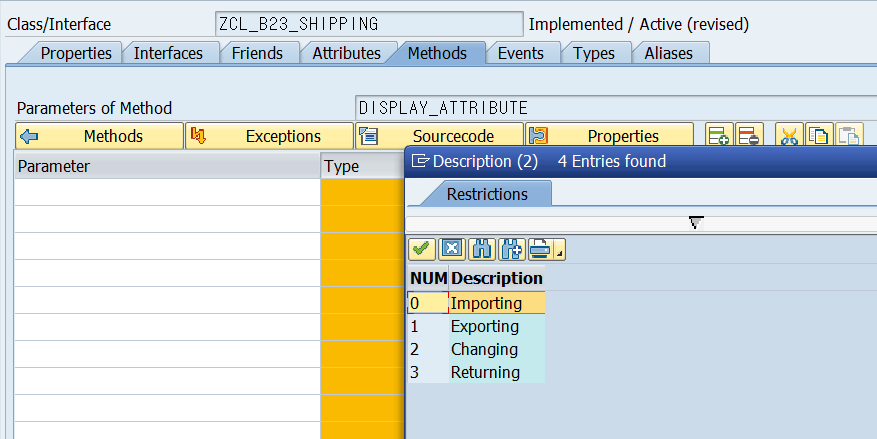 Class/Interface ZCL_B23_SHIPPING Implemented / Active (revised)
Properties Interfaces Friends Attributes Methods Events Types Aliases
Parameters of Method DISPLAY_ATTRIBUTE
Methods Exceptions Sourcecode Properties
Parameter Type
Description (2) 4 Entries found
Restrictions
NUM Description
0 Importing
1 Exporting
2 Changing
3 Returning